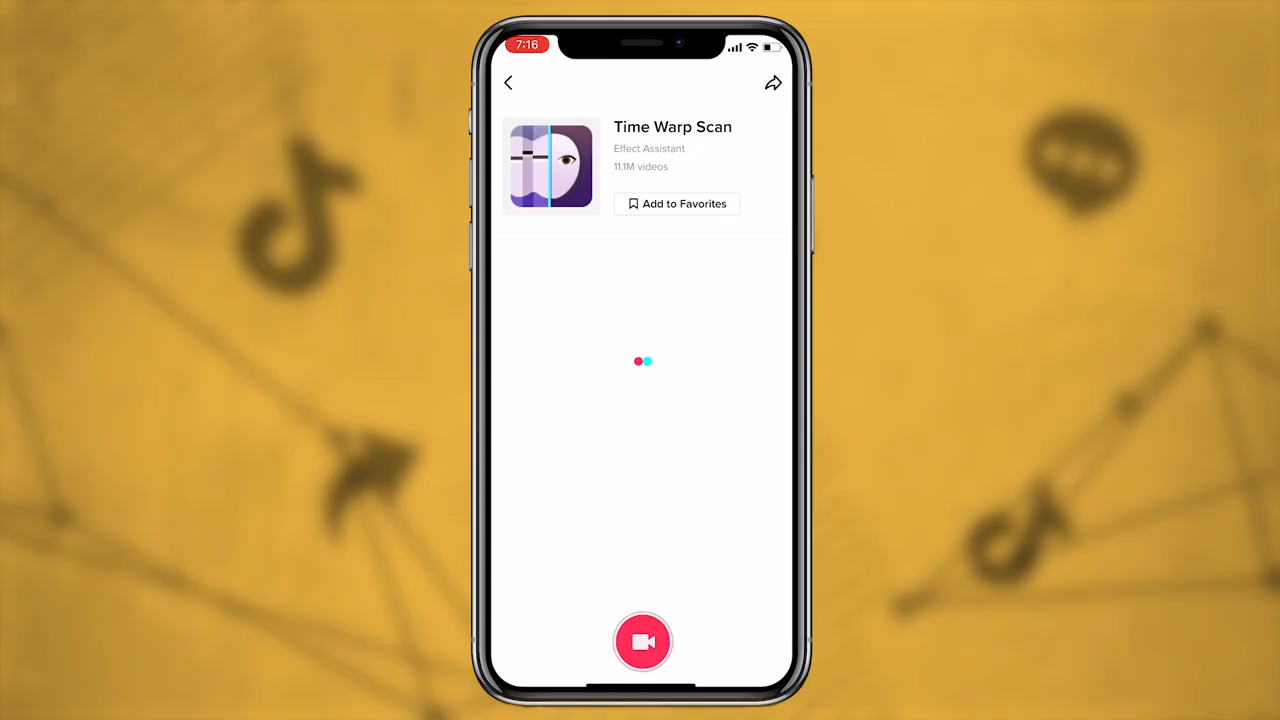 7:16
Time Warp Scan
Effect Assistant
11.1M videos
Add to Favorites